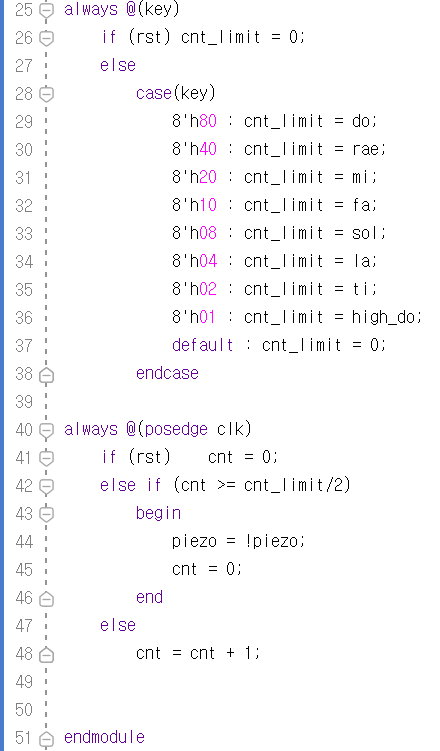 25 always @(key)
26 if (rst) cnt_limit = 0;
27 else
28 case(key)
29 8'h80 : cnt_limit = do;
30 8'h40 : cnt_limit = rae;
31 8'h20 : cnt_limit = mi;
32 8'h10 : cnt_limit = fa;
33 8'h08 : cnt_limit = sol;
34 8'h04 : cnt_limit = la;
35 8'h02 : cnt_limit = ti;
36 8'h01 : cnt_limit = high_do;
37 default : cnt_limit = 0;
38 endcase
39
40 always @(posedge clk)
41 if (rst) cnt = 0;
42 else if (cnt >= cnt_limit/2)
43 begin
44 piezo = !piezo;
45 cnt = 0;
46 end
47 else
48 cnt = cnt + 1;
49
50
51 endmodule